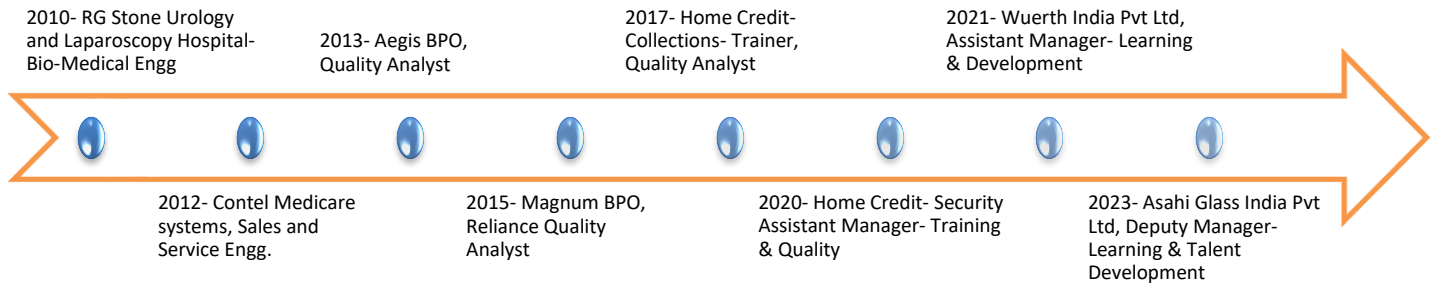 2010- RG Stone Urology
and Laparoscopy Hospital-
Bio-Medical Engg
2012- Contel Medicare
systems, Sales and
Service Engg.
2013- Aegis BPO,
Quality Analyst
2015- Magnum BPO,
Reliance Quality
Analyst
2017- Home Credit-
Collections- Trainer,
Quality Analyst
2020- Home Credit- Security
Assistant Manager- Training
& Quality
2021- Wuerth India Pvt Ltd,
Assistant Manager- Learning
& Development
2023- Asahi Glass India Pvt
Ltd, Deputy Manager-
Learning & Talent
Development